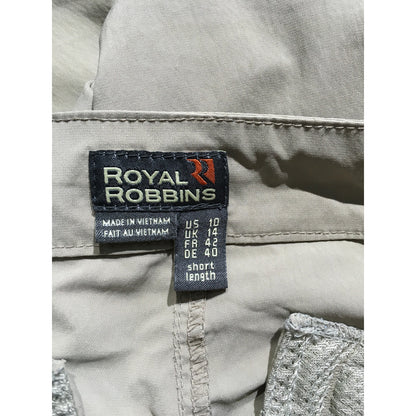 ROYAL
ROBBINS
MADE IN VIETNAM
FAIT AU VIETNAM
US 10
UK 14
FR 42
DE 40
short
length